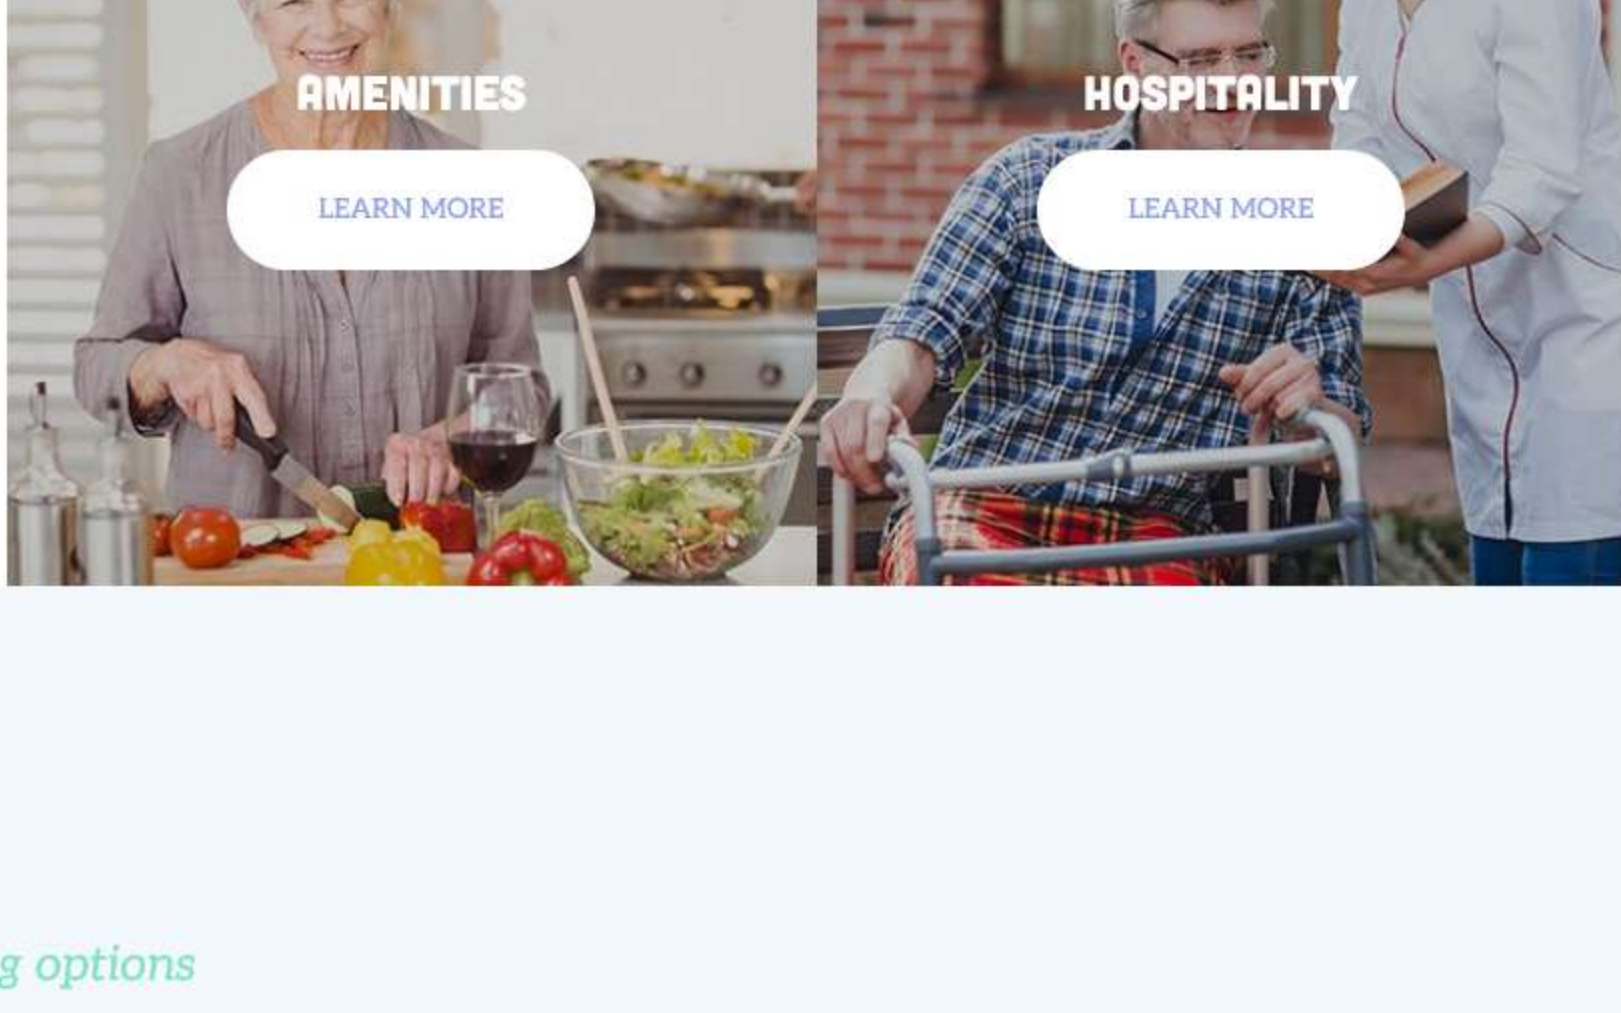 AMENITIES
LEARN MORE
HOSPITALITY
LEARN MORE
g options